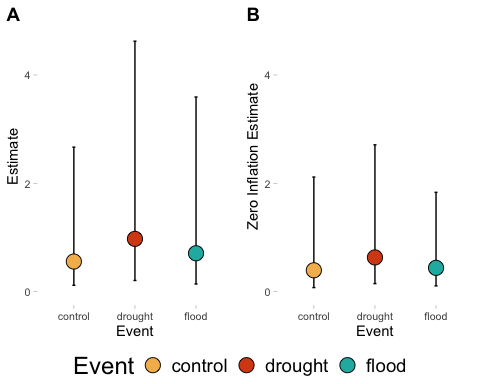 A
B
Estimate
4
2
0
control drought flood
Event
Zero Inflation Estimate
4
2
0
control drought flood
Event
Event control drought flood